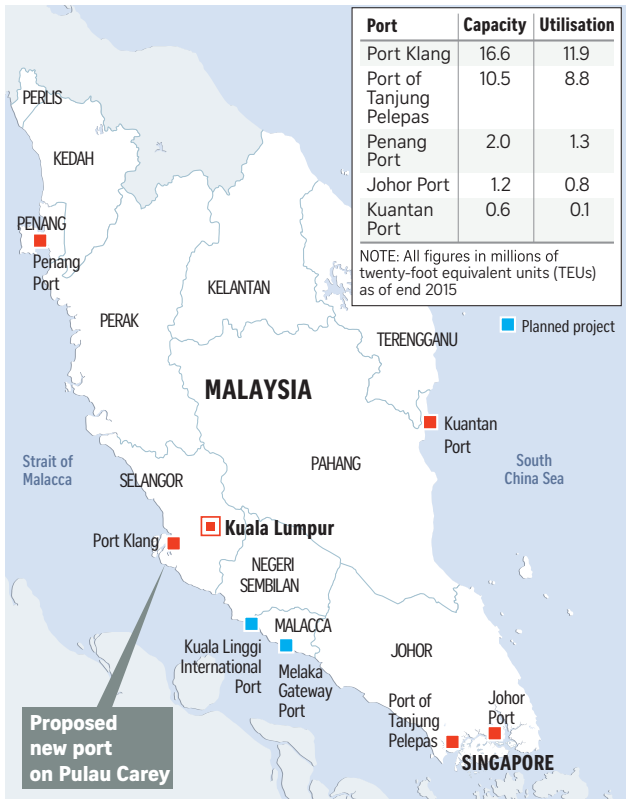 Port Capacity Utilisation
Port Klang 16.6 11.9
Port of 10.5 8.8
Tanjung
Pelepas
Penang 2.0 1.3
Port
Johor Port 1.2 0.8
Kuantan 0.6 0.1
Port
NOTE: All figures in millions of
twenty-foot equivalent units (TEUs)
as of end 2015
Planned project
PERLIS
KEDAH
PENANG
Penang
Port
KELANTAN
PERAK
TERENGGANU
MALAYSIA
Kuantan
Port
Strait of
Malacca
PAHANG
South
China Sea
SELANGOR
Kuala Lumpur
Port Klang
NEGERI
SEMBILAN
MALACCA
Kuala Linggi
International
Port
Melaka
Gateway
Port
JOHOR
Port of
Tanjung
Pelepas
Johor
Port
SINGAPORE
Proposed
new port
on Pulau Carey